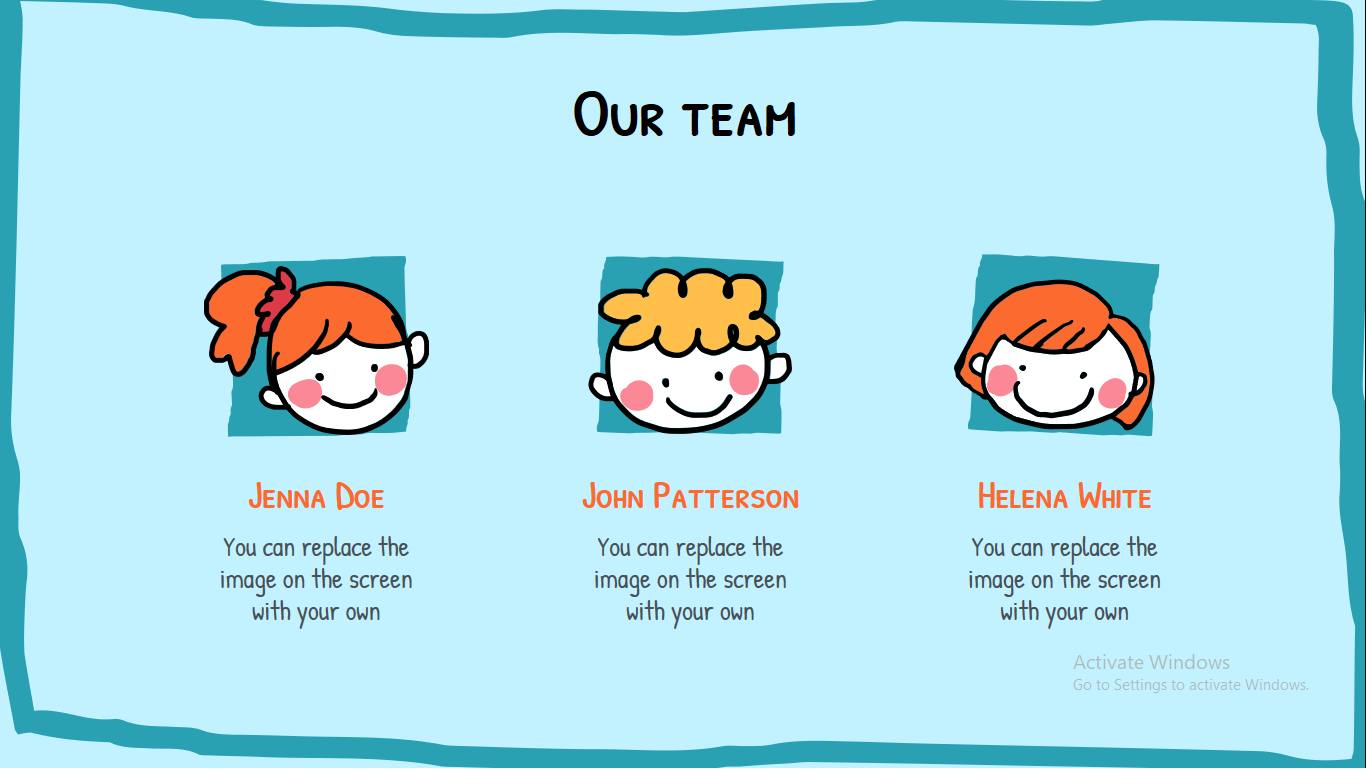 Our team
Jenna Doe
You can replace the
image on the screen
with your own
John Patterson
You can replace the
image on the screen
with your own
Helena White
You can replace the
image on the screen
with your own
Activate Windows
Go to Settings to activate Windows.